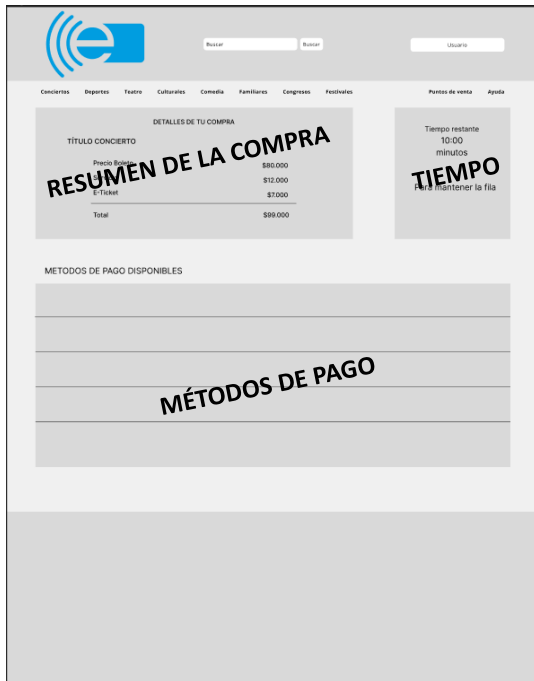 e
Buscar Buscar Usuario
Conciertos Deportes Teatro Culturales Comedia Familiares Congresos Festivales Puntos de venta Ayuda
DETALLES DE TU COMPRA
TÍTULO CONCIERTO
Precio Boleto $80.000
$12.000
E-Ticket $7.000
Total $99.000
RESUMEN DE LA COMPRA
Tiempo restante
10:00
minutos
Para mantener la fila
TIEMPO
METODOS DE PAGO DISPONIBLES
MÉTODOS DE PAGO